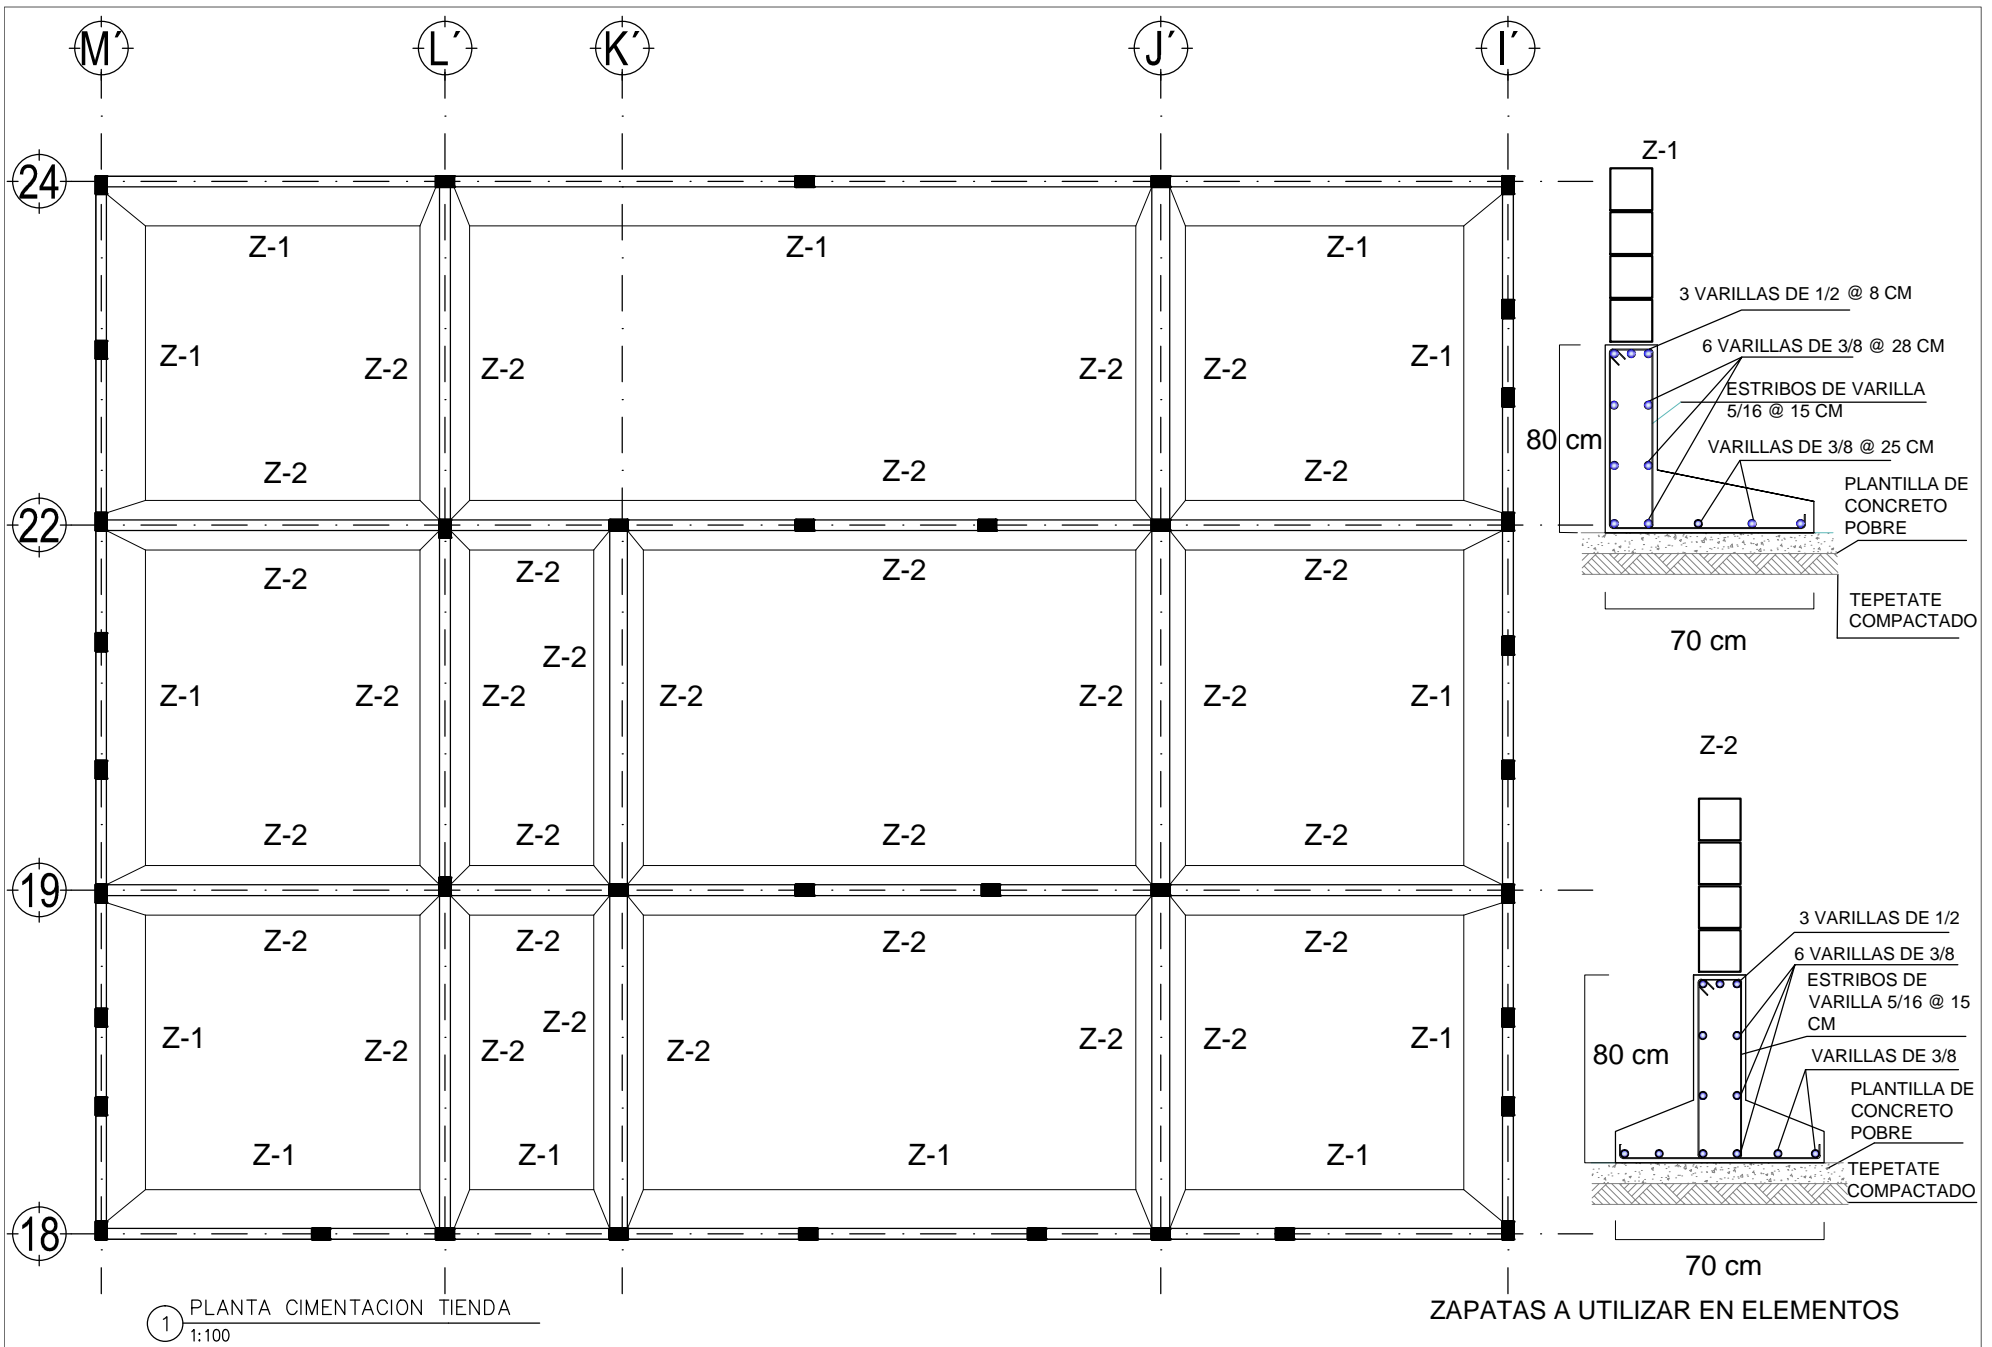 M´ L´ K´ J´ I´
24
Z-1
Z-1 Z-1 Z-1
3 VARILLAS DE 1/2 @ 8 CM
6 VARILLAS DE 3/8 @ 28 CM
Z-1 Z-2 Z-2 Z-2 Z-2 Z-1
ESTRIBOS DE VARILLA
5/16 @ 15 CM
80 cm
VARILLAS DE 3/8 @ 25 CM
Z-2 Z-2 Z-2
PLANTILLA DE
CONCRETO
POBRE
22
Z-2 Z-2 Z-2 Z-2
TEPETATE
COMPACTADO
70 cm
Z-2
Z-1 Z-2 Z-2 Z-2 Z-2 Z-2 Z-1
Z-2
Z-2 Z-2 Z-2 Z-2
19
3 VARILLAS DE 1/2
Z-2 Z-2 Z-2 Z-2
6 VARILLAS DE 3/8
ESTRIBOS DE
VARILLA 5/16 @ 15
CM
Z-2
Z-1 Z-2 Z-2 Z-2 Z-2 Z-2 Z-1
80 cm
VARILLAS DE 3/8
PLANTILLA DE
CONCRETO
POBRE
Z-1 Z-1 Z-1 Z-1
TEPETATE
COMPACTADO
18
70 cm
1 PLANTA CIMENTACION TIENDA
1:100
ZAPATAS A UTILIZAR EN ELEMENTOS